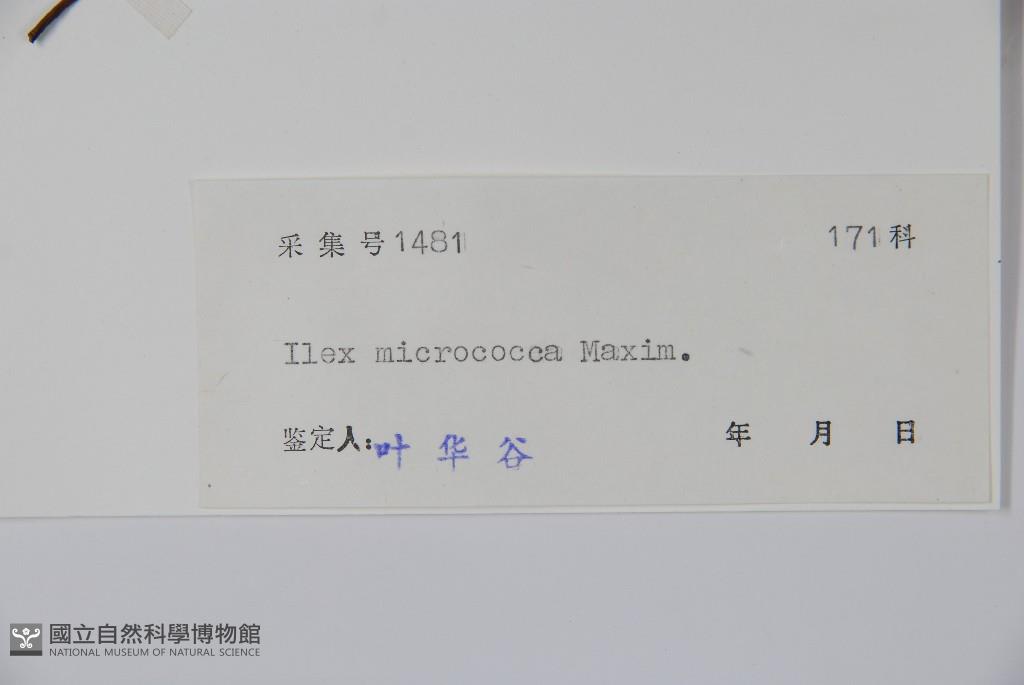 采集号1481 171科
Ilex micrococca Maxim.
鉴定人:叶华谷 年 月 日
國立自然科學博物館
NATIONAL MUSEUM OF NATURAL SCIENCE